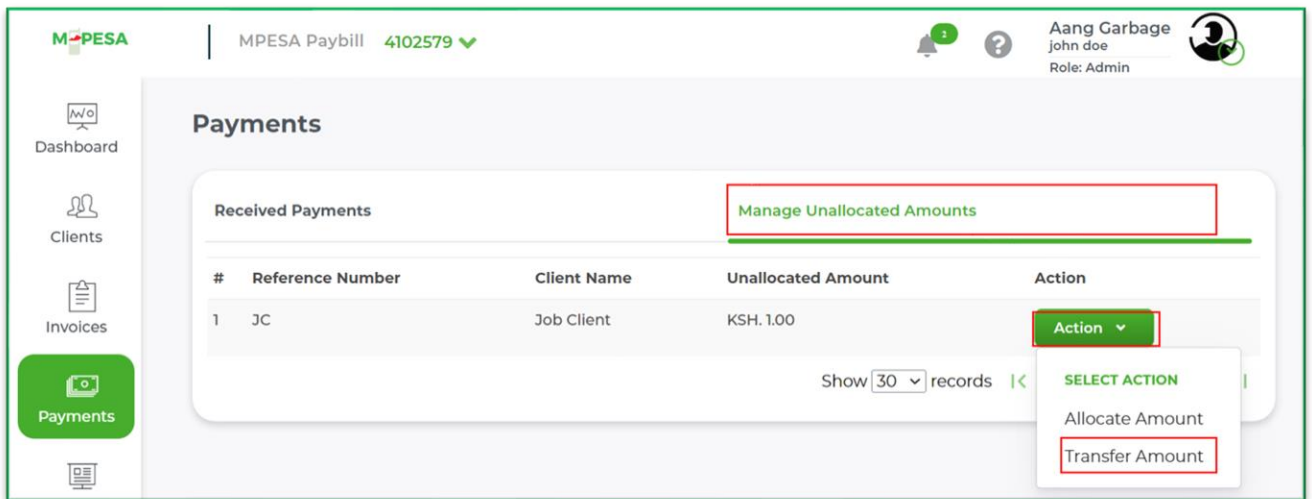 M-PESA
MPESA Paybill 4102579
2
?
Aang Garbage
john doe
Role: Admin
Dashboard
Clients
Invoices
Payments
Payments
Received Payments Manage Unallocated Amounts
# Reference Number Client Name Unallocated Amount Action
1 JC Job Client KSH. 1.00 Action
Show 30 records
SELECT ACTION
Allocate Amount
Transfer Amount